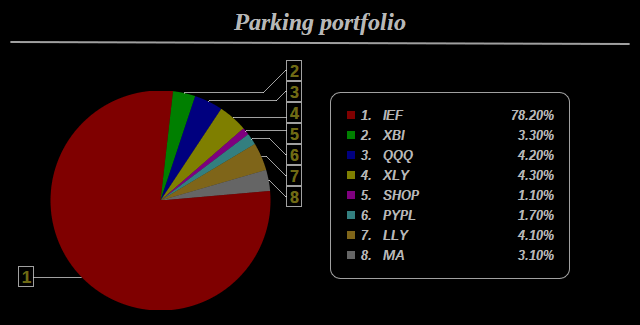 Parking portfolio
2
3
4
5
6
7
8
1
1. IEF 78.20%
2. XBI 3.30%
3. QQQ 4.20%
4. XLY 4.30%
5. SHOP 1.10%
6. PYPL 1.70%
7. LLY 4.10%
8. MA 3.10%